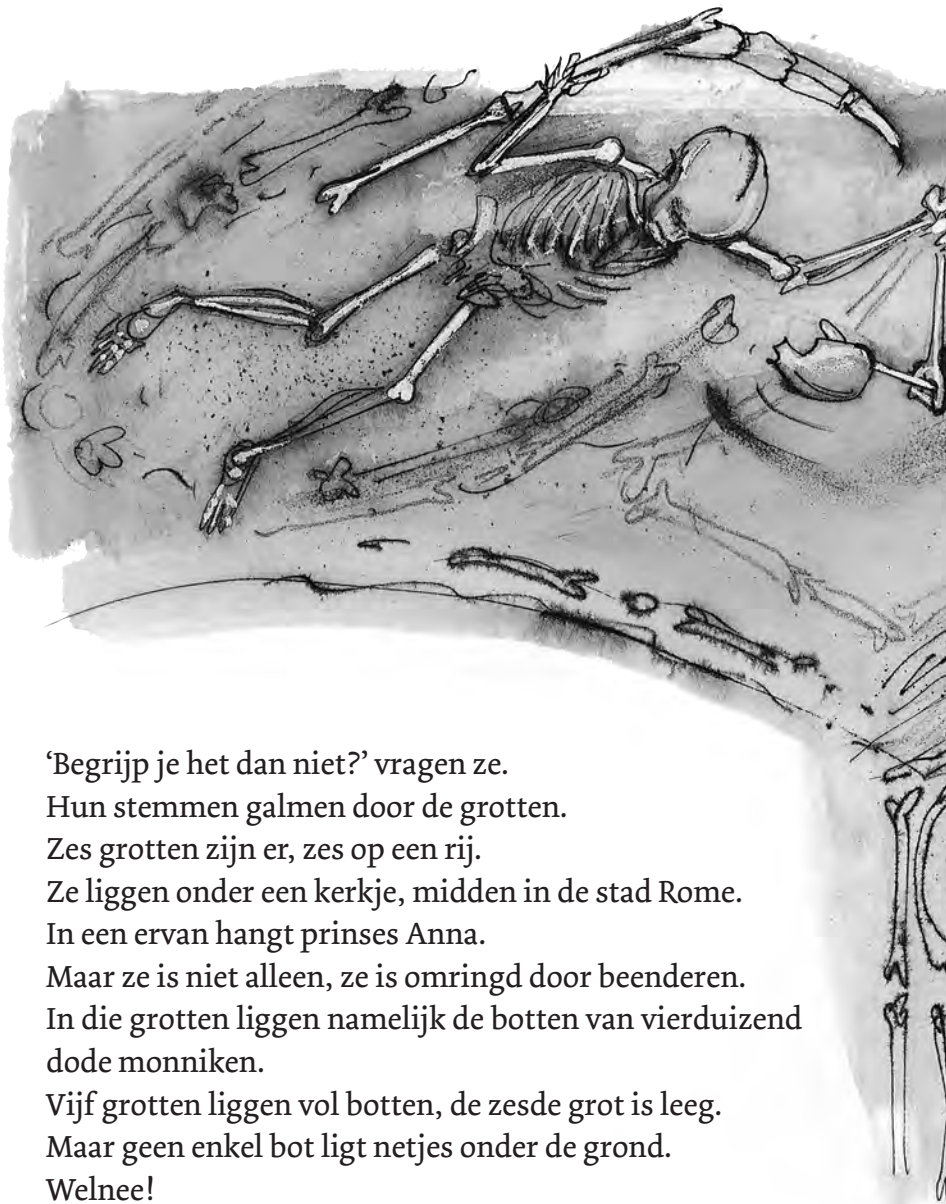 ‘Begrijp je het dan niet?’ vragen ze.
Hun stemmen galmen door de grotten.
Zes grotten zijn er, zes op een rij.
Ze liggen onder een kerkje, midden in de stad Rome.
In een ervan hangt prinses Anna.
Maar ze is niet alleen, ze is omringd door beenderen.
In die grotten liggen namelijk de botten van vierduizend
dode monniken.
Vijf grotten liggen vol botten, de zesde grot is leeg.
Maar geen enkel bot ligt netjes onder de grond.
Welnee!